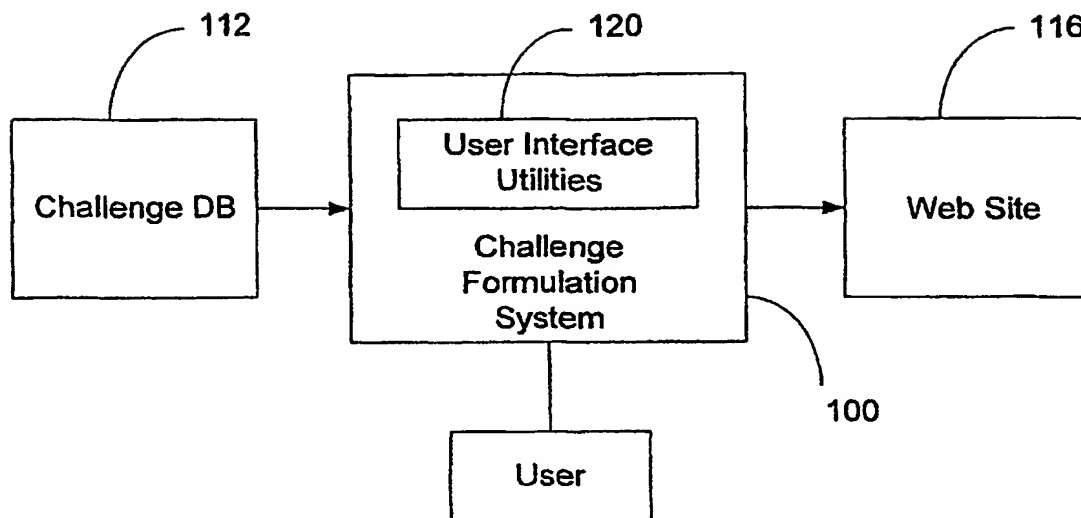 112
120
116
User Interface
Utilities
Challenge DB
Web Site
Challenge
Formulation
System
100
User